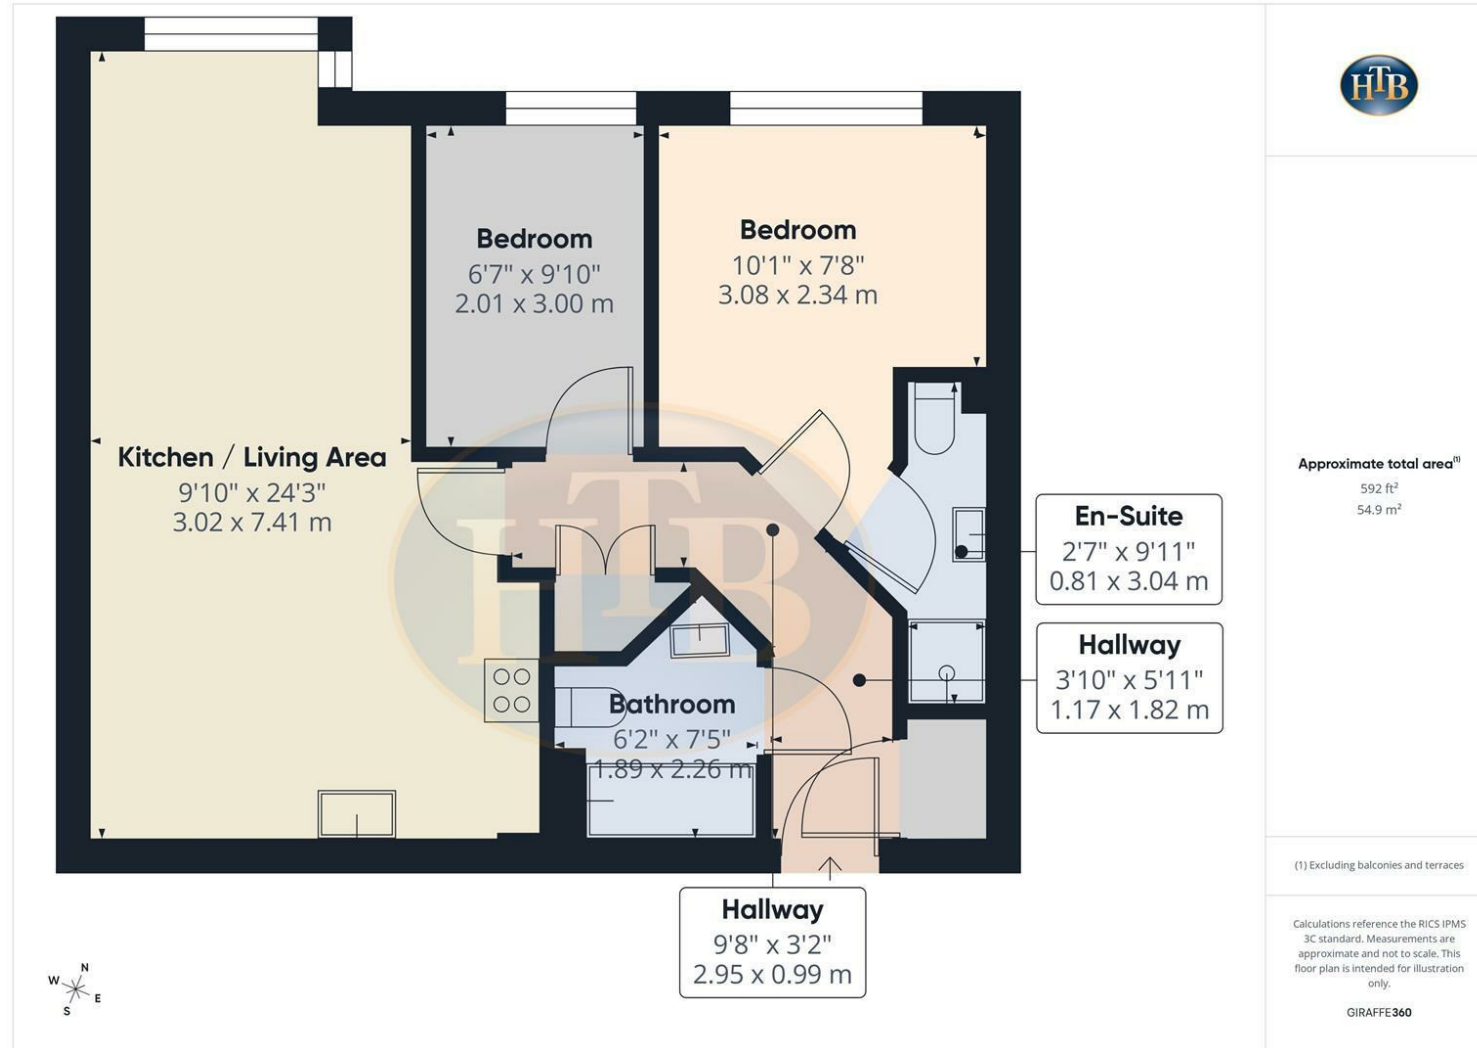 HTB
Kitchen / Living Area
9'10" x 24'3"
3.02 x 7.41 m
Bedroom
6'7" x 9'10"
2.01 x 3.00 m
Bedroom
10'1" x 7'8"
3.08 x 2.34 m
HTB
En-Suite
2'7" x 9'11"
0.81 x 3.04 m
Hallway
3'10" x 5'11"
1.17 x 1.82 m
Bathroom
6'2" x 7'5"
1.89 x 2.26 m
Hallway
9'8" x 3'2"
2.95 x 0.99 m
N
W
E
S
Approximate total area⁽¹⁾
592 ft²
54.9 m²
(1) Excluding balconies and terraces
Calculations reference the RICS IPMS
3C standard. Measurements are
approximate and not to scale. This
floor plan is intended for illustration
only.
GIRAFFE360